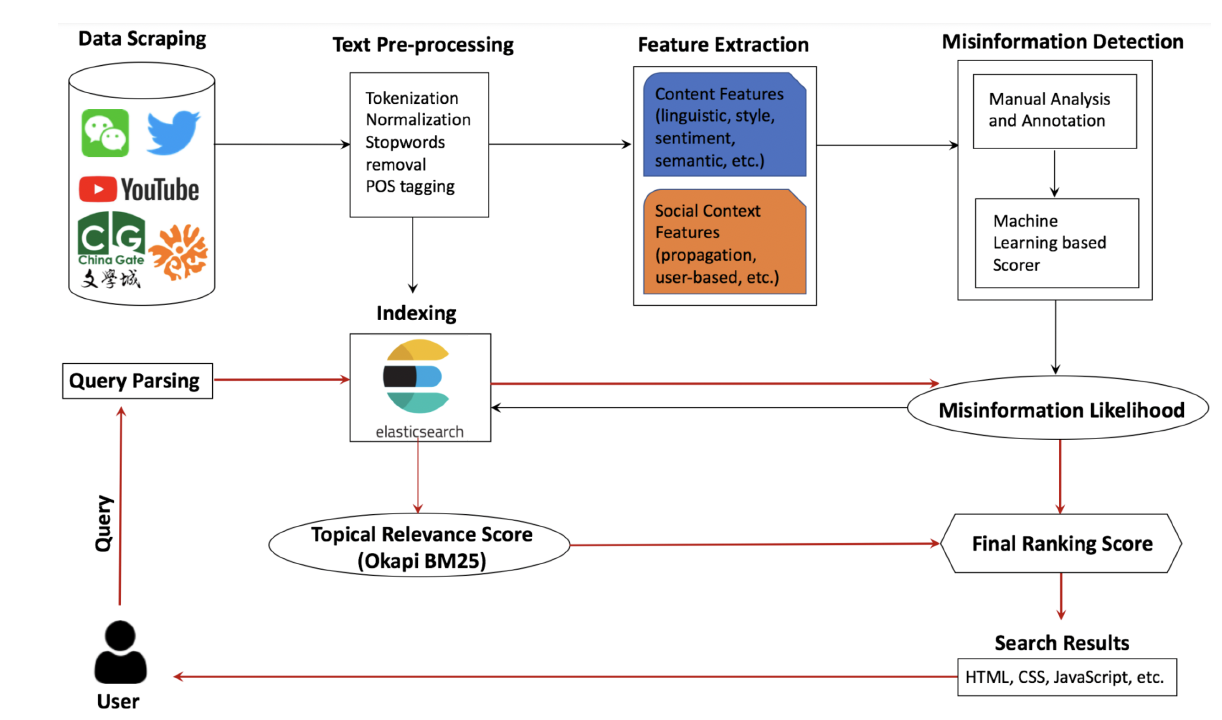 Data Scraping
YouTube
CG
China Gate
文學城
Text Pre-processing
Tokenization
Normalization
Stopwords
removal
POS tagging
Feature Extraction
Content Features
(linguistic, style,
sentiment,
semantic, etc.)
Social Context
Features
(propagation,
user-based, etc.)
Misinformation Detection
Manual Analysis
and Annotation
Machine
Learning based
Scorer
Indexing
elasticsearch
Query Parsing
Misinformation Likelihood
Query
Topical Relevance Score
(Okapi BM25)
Final Ranking Score
Search Results
HTML, CSS, JavaScript, etc.
User